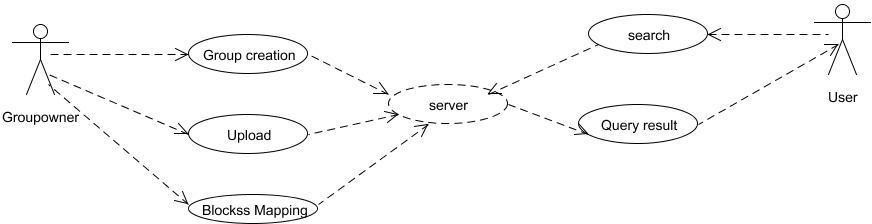 Groupowner
Group creation
Upload
Blockss Mapping
server
search
Query result
User